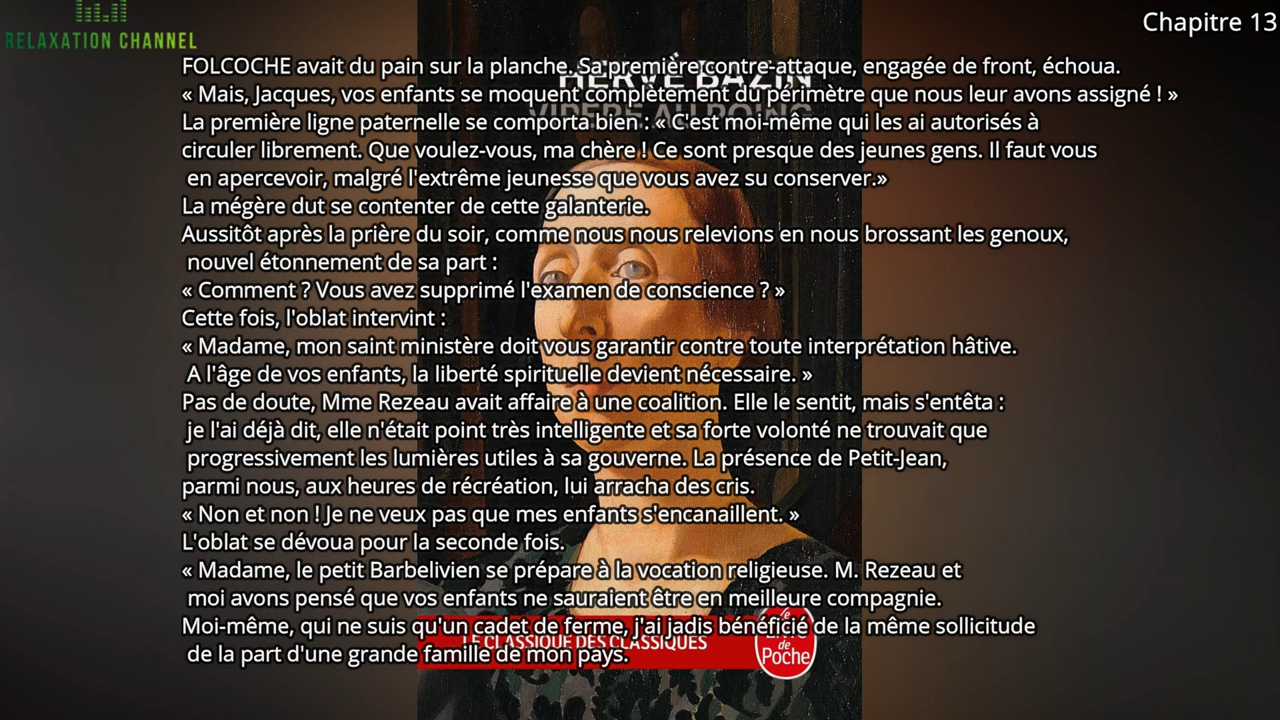 RELAXATION CHANNEL
Chapitre 13
HERVÉ BAZIN
VIPÈRE AU POING
FOLCOCHE avait du pain sur la planche. Sa première contre-attaque, engagée de front, échoua.
« Mais, Jacques, vos enfants se moquent complètement du périmètre que nous leur avons assigné ! »
La première ligne paternelle se comporta bien : « C'est moi-même qui les ai autorisés à
circuler librement. Que voulez-vous, ma chère ! Ce sont presque des jeunes gens. Il faut vous
en apercevoir, malgré l'extrême jeunesse que vous avez su conserver.»
La mégère dut se contenter de cette galanterie.
Aussitôt après la prière du soir, comme nous nous relevions en nous brossant les genoux,
nouvel étonnement de sa part :
« Comment ? Vous avez supprimé l'examen de conscience ? »
Cette fois, l'oblat intervint :
« Madame, mon saint ministère doit vous garantir contre toute interprétation hâtive.
A l'âge de vos enfants, la liberté spirituelle devient nécessaire. »
Pas de doute, Mme Rezeau avait affaire à une coalition. Elle le sentit, mais s'entêta :
je l'ai déjà dit, elle n'était point très intelligente et sa forte volonté ne trouvait que
progressivement les lumières utiles à sa gouverne. La présence de Petit-Jean,
parmi nous, aux heures de récréation, lui arracha des cris.
« Non et non ! Je ne veux pas que mes enfants s'encanaillent. »
L'oblat se dévoua pour la seconde fois.
« Madame, le petit Barbelivien se prépare à la vocation religieuse. M. Rezeau et
moi avons pensé que vos enfants ne sauraient être en meilleure compagnie.
Moi-même, qui ne suis qu'un cadet de ferme, j'ai jadis bénéficié de la même sollicitude
de la part d'une grande famille de mon pays.
LE CLASSIQUE DES CLASSIQUES
le
Livre
de
Poche